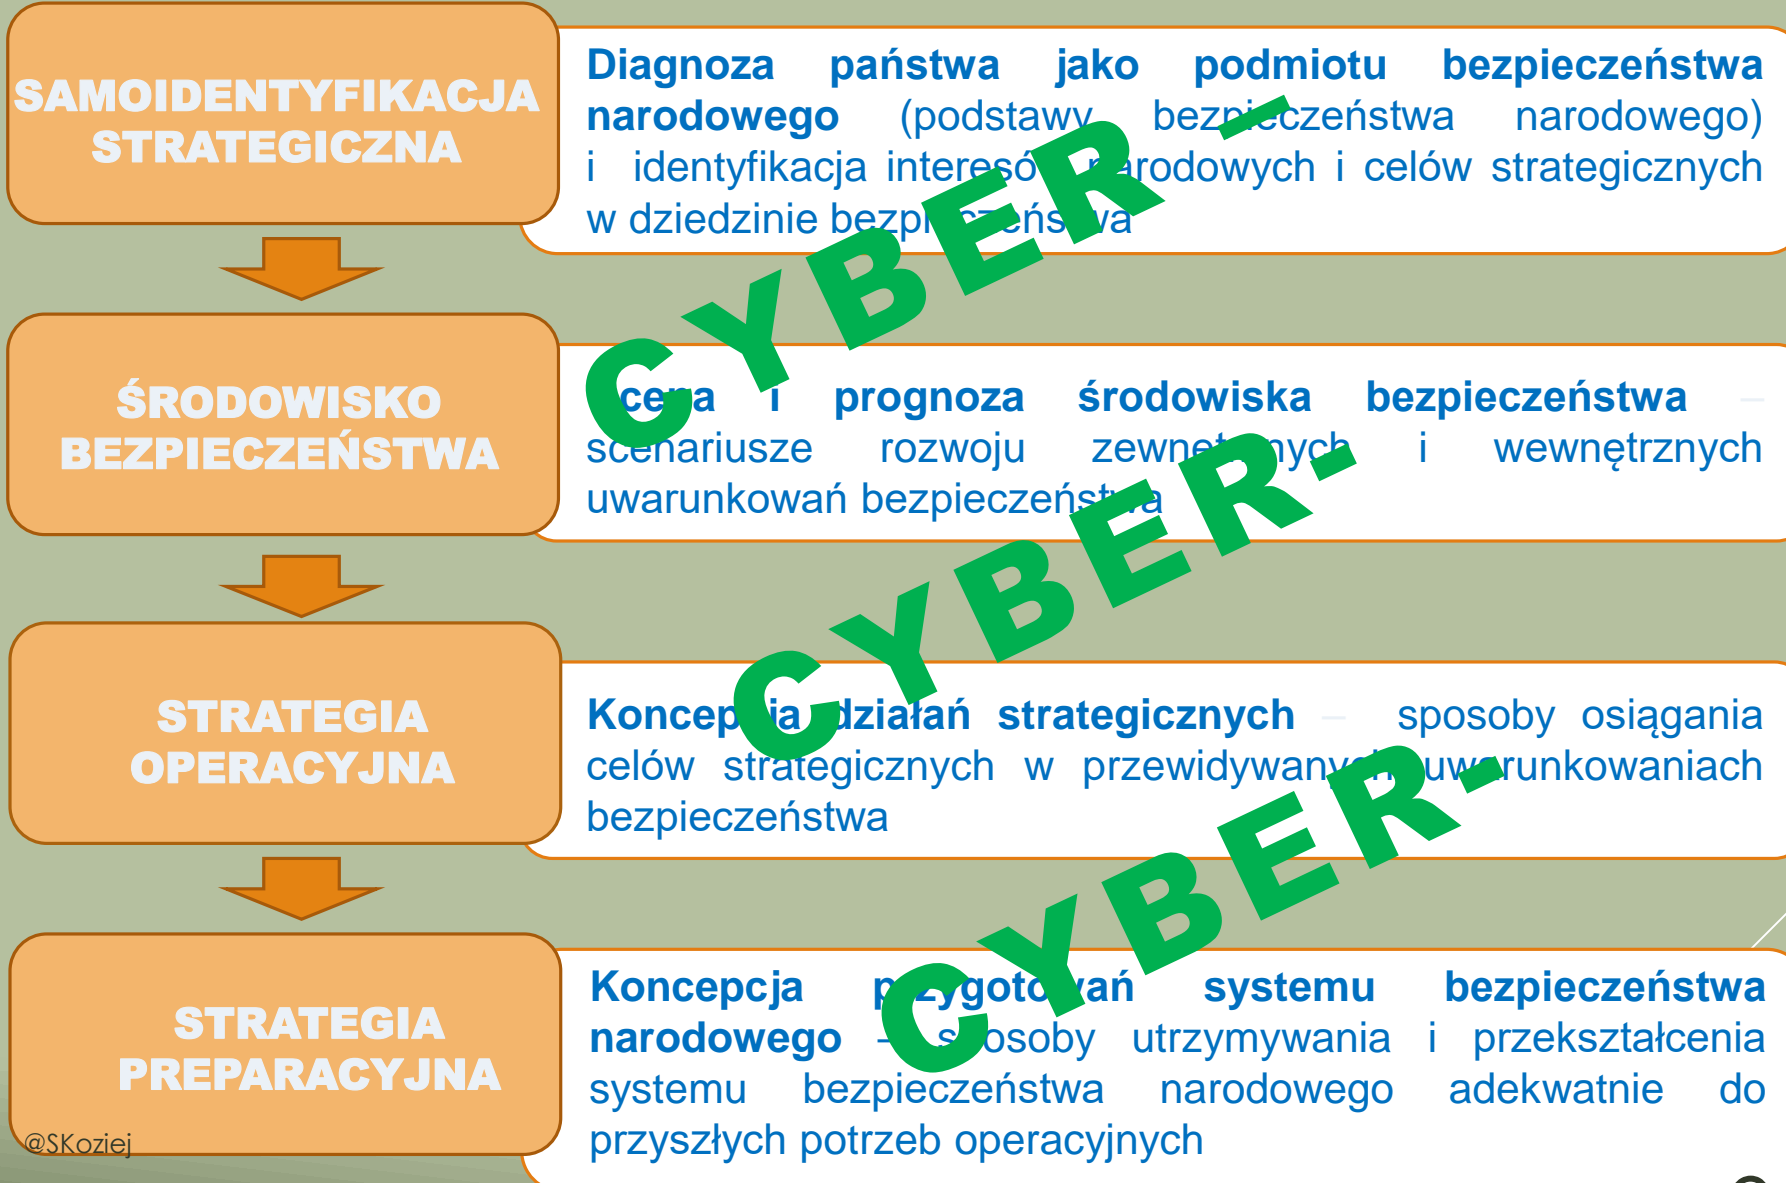 SAMOIDENTYFIKACJA
STRATEGICZNA
Diagnoza państwa jako podmiotu bezpieczeństwa
narodowego (podstawy bezpieczeństwa narodowego)
i identyfikacja interesów narodowych i celów strategicznych
w dziedzinie bezpieczeństwa
CYBER –
ŚRODOWISKO
BEZPIECZEŃSTWA
Ocena i prognoza środowiska bezpieczeństwa –
scenariusze rozwoju zewnętrznych i wewnętrznych
uwarunkowań bezpieczeństwa
CYBER-
STRATEGIA
OPERACYJNA
Koncepcja działań strategicznych – sposoby osiągania
celów strategicznych w przewidywanych uwarunkowaniach
bezpieczeństwa
CYBER-
STRATEGIA
PREPARACYJNA
Koncepcja przygotowań systemu bezpieczeństwa
narodowego – sposoby utrzymywania i przekształcenia
systemu bezpieczeństwa narodowego adekwatnie do
przyszłych potrzeb operacyjnych
@SKoziej